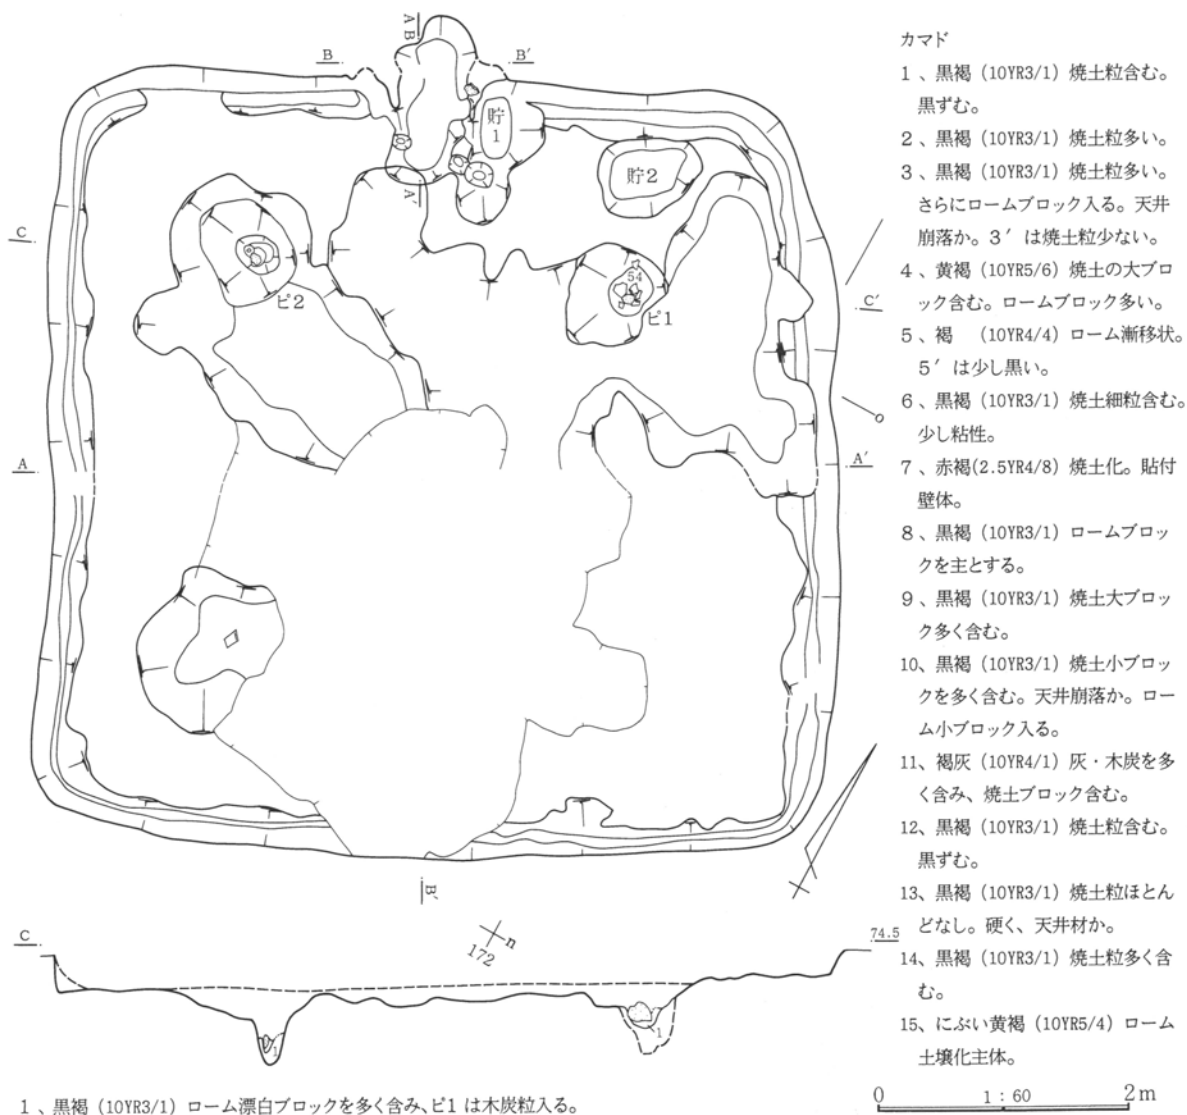 カマド
1、黒褐（10YR3/1）焼土粒含む。
黒ずむ。
2、黒褐（10YR3/1）焼土粒多い。
3、黒褐（10YR3/1）焼土粒多い。
さらにロームブロック入る。天井
崩落か。3′は焼土粒少ない。
4、黄褐（10YR5/6）焼土の大ブロ
ック含む。ロームブロック多い。
5、褐　（10YR4/4）ローム漸移状。
5′ は少し黒い。
6、黒褐（10YR3/1）焼土細粒含む。
少し粘性。
7、赤褐(2.5YR4/8）焼土化。貼付
壁体。
8、黒褐（10YR3/1）ロームブロッ
クを主とする。
9、黒褐（10YR3/1）焼土大ブロッ
ク多く含む。
10、黒褐（10YR3/1）焼土小ブロッ
クを多く含む。天井崩落か。ロー
ム小ブロック入る。
11、褐灰（10YR4/1）灰・木炭を多
く含み、焼土ブロック含む。
12、黒褐（10YR3/1）焼土粒含む。
黒ずむ。
13、黒褐（10YR3/1）焼土粒ほとん
どなし。硬く、天井材か。
14、黒褐（10YR3/1）焼土粒多く含
む。
15、にぶい黄褐（10YR5/4）ローム
土壌化主体。
A B
B
B′
貯
1
貯2
A′
C
54
ピ2
ピ1
C′
A
A′
B′
C
n
172
74.5
1
1
1、黒褐（10YR3/1）ローム漂白ブロックを多く含み、ピ1 は木炭粒入る。
0 1：60 2m